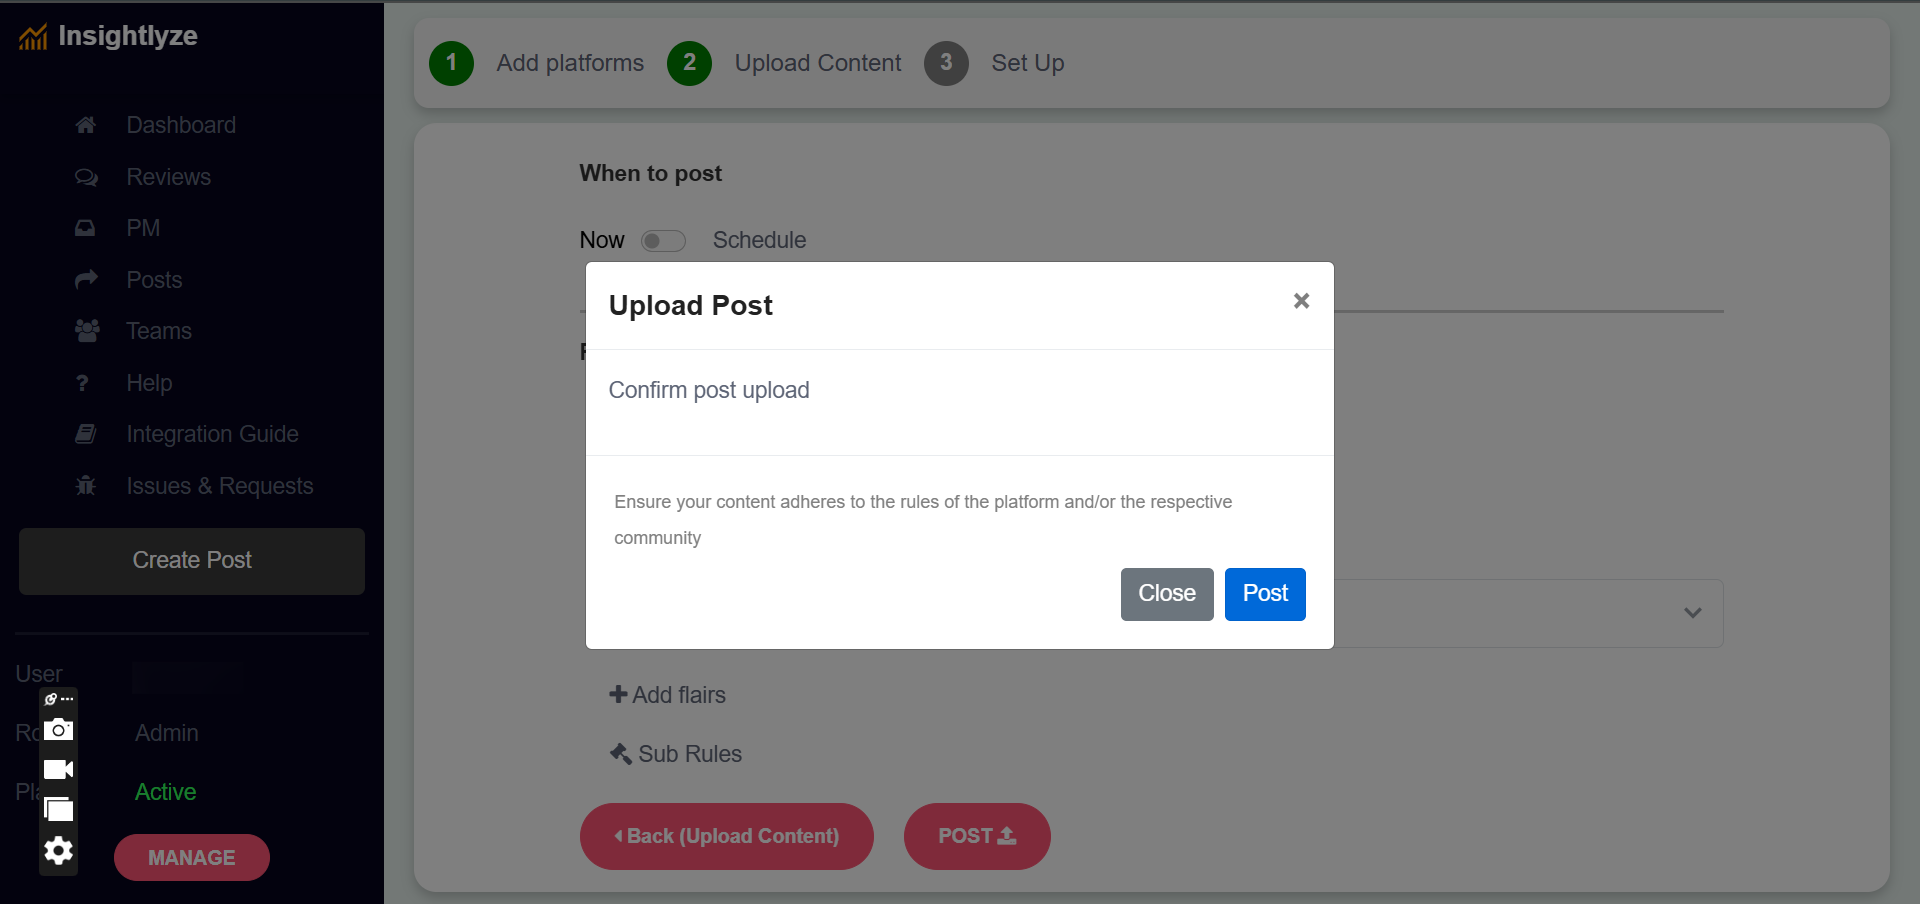 Insightlyze
Dashboard
Reviews
PM
Posts
Teams
Help
Integration Guide
Issues & Requests
Create Post
User
Admin
Active
MANAGE
1 Add platforms 2 Upload Content 3 Set Up
When to post
Now Schedule
Upload Post ×
Confirm post upload
Ensure your content adheres to the rules of the platform and/or the respective
community
Close Post
Add flairs
Sub Rules
Back (Upload Content) POST